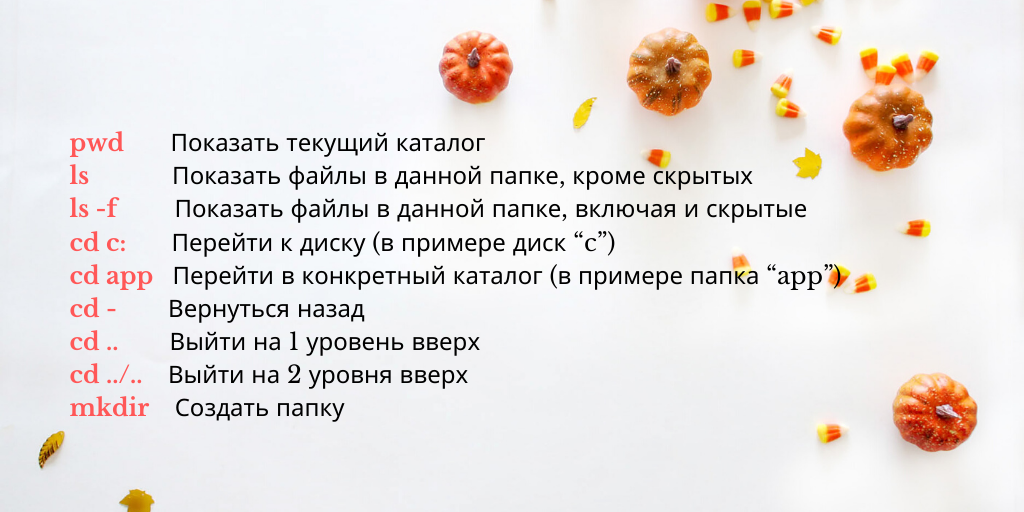 pwd Показать текущий каталог
ls Показать файлы в данной папке, кроме скрытых
ls -f Показать файлы в данной папке, включая и скрытые
cd c: Перейти к диску (в примере диск “c”)
cd app Перейти в конкретный каталог (в примере папка “app”)
cd - Вернуться назад
cd .. Выйти на 1 уровень вверх
cd ../.. Выйти на 2 уровня вверх
mkdir Создать папку